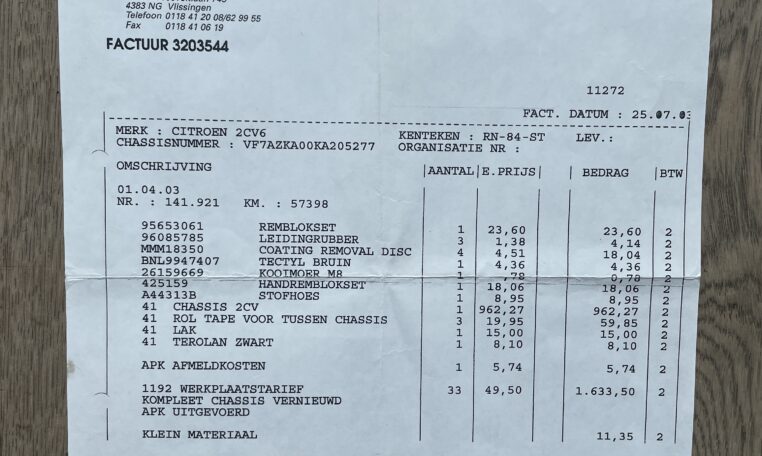 4383 NG Vlissingen
Telefoon 0118 41 20 08/62 99 55
Fax 0118 41 06 19
FACTUUR 3203544
11272
FACT. DATUM : 25.07.03
MERK : CITROEN 2CV6 KENTEKEN : RN-84-ST LEV.:
CHASSISNUMMER : VF7AZKA00KA205277 ORGANISATIE NR :
OMSCHRIJVING AANTAL E.PRIJS BEDRAG BTW
01.04.03
NR. : 141.921 KM. : 57398
95653061 REMBLOKSET 1 23,60 23,60 2
96085785 LEIDINGRUBBER 3 1,38 4,14 2
MMM18350 COATING REMOVAL DISC 4 4,51 18,04 2
BNL9947407 TECTYL BRUIN 1 4,36 4,36 2
26159669 KOOIMOER M8 1 ,78 0,78 2
425159 HANDREMBLOKSET 1 18,06 18,06 2
A44313B STOFHOES 1 8,95 8,95 2
41 CHASSIS 2CV 1 962,27 962,27 2
41 ROL TAPE VOOR TUSSEN CHASSIS 3 19,95 59,85 2
41 LAK 1 15,00 15,00 2
41 TEROLAN ZWART 1 8,10 8,10 2
APK AFMELDKOSTEN 1 5,74 5,74 2
1192 WERKPLAATSTARIEF 33 49,50 1.633,50 2
KOMPLEET CHASSIS VERNIEUWD
APK UITGEVOERD
KLEIN MATERIAAL 11,35 2